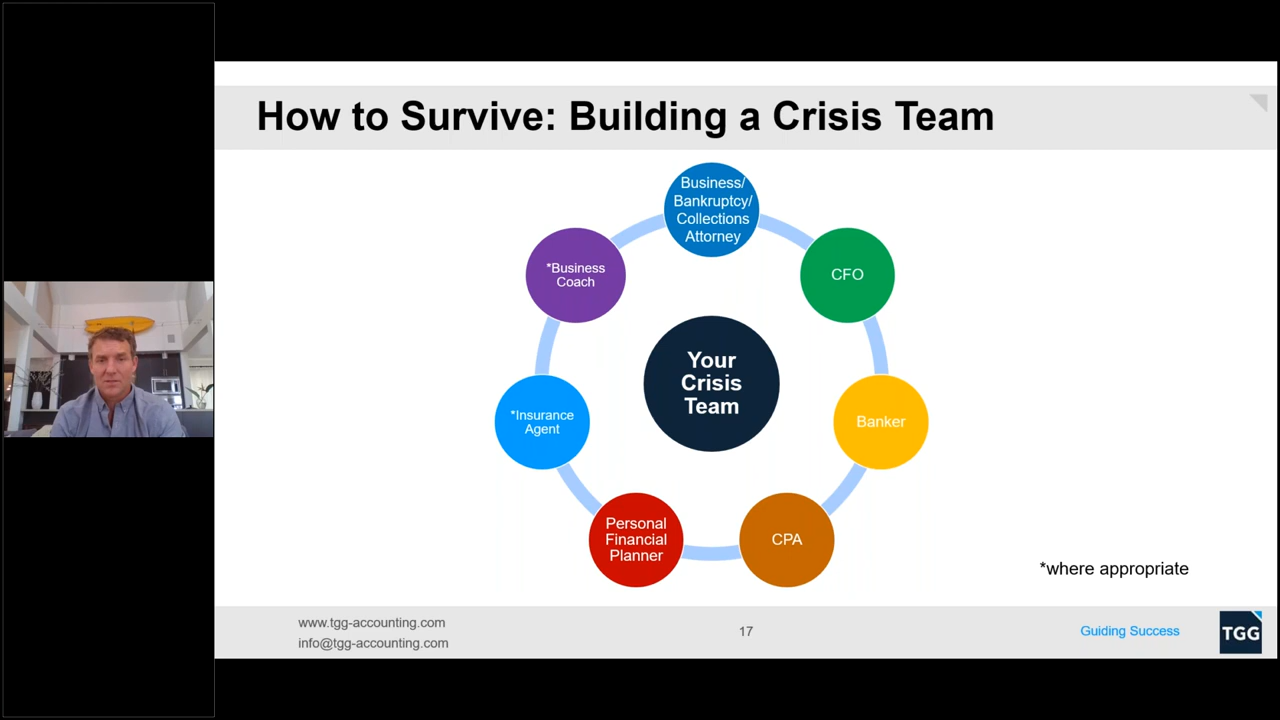 How to Survive: Building a Crisis Team
Business/
Bankruptcy/
Collections
Attorney
CFO
Banker
CPA
Personal
Financial
Planner
*Insurance
Agent
*Business
Coach
Your
Crisis
Team
*where appropriate
www.tgg-accounting.com
info@tgg-accounting.com
17
Guiding Success
TGG